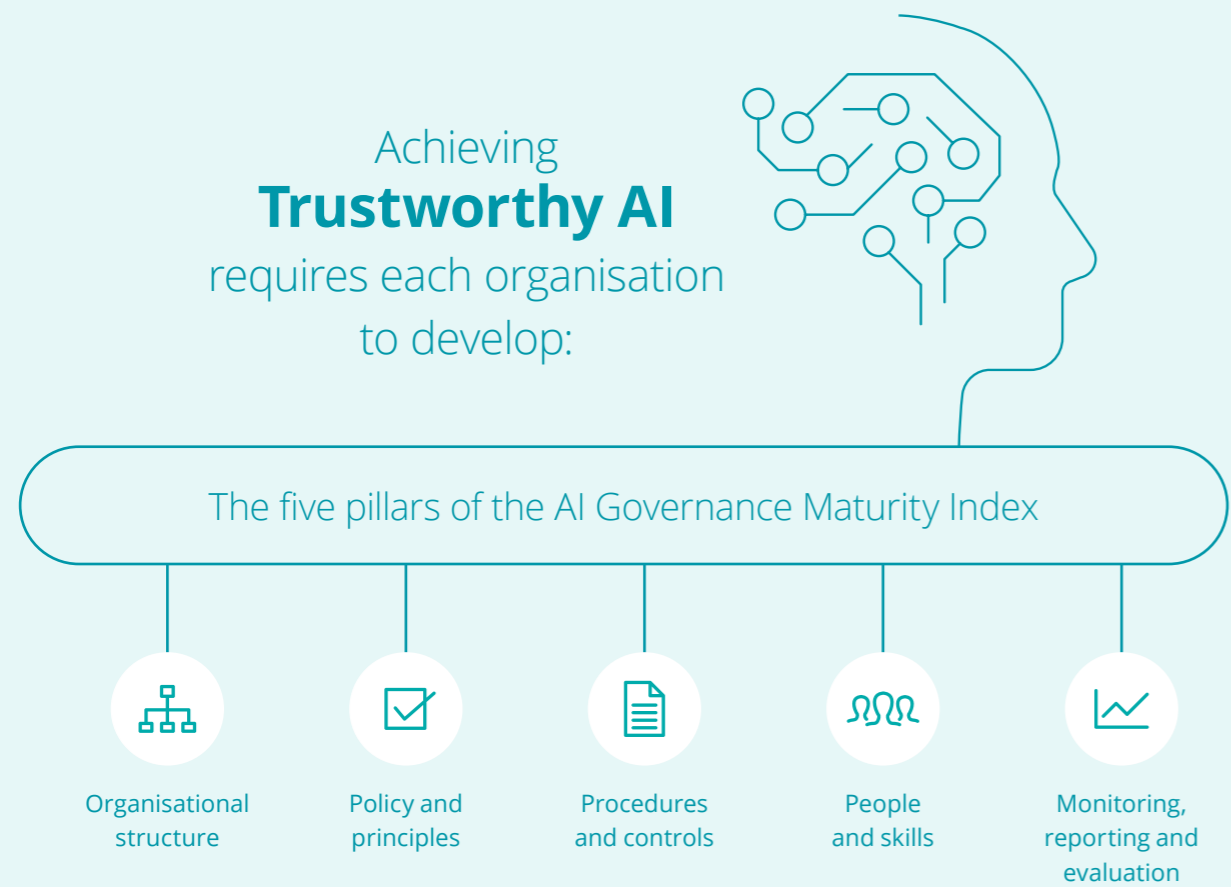 Achieving
Trustworthy AI
requires each organisation
to develop:
The five pillars of the AI Governance Maturity Index
Organisational
structure
Policy and
principles
Procedures
and controls
People
and skills
Monitoring,
reporting and
evaluation